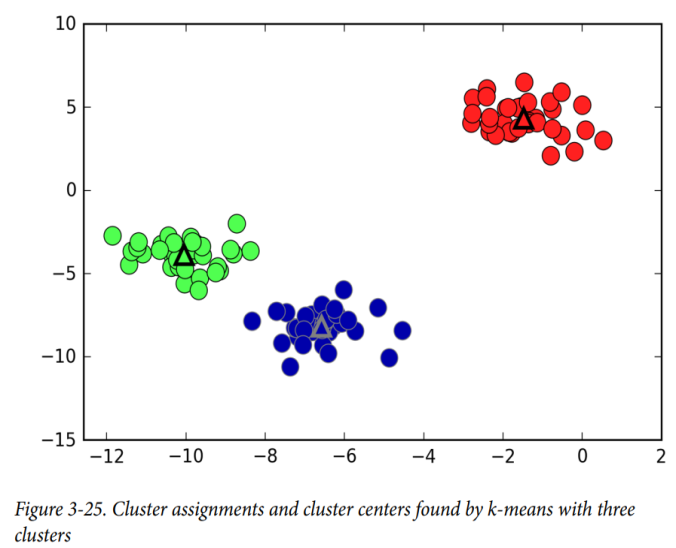 10
5
0
−5
−10
−15
−12 −10 −8 −6 −4 −2 0 2
Figure 3-25. Cluster assignments and cluster centers found by k-means with three
clusters